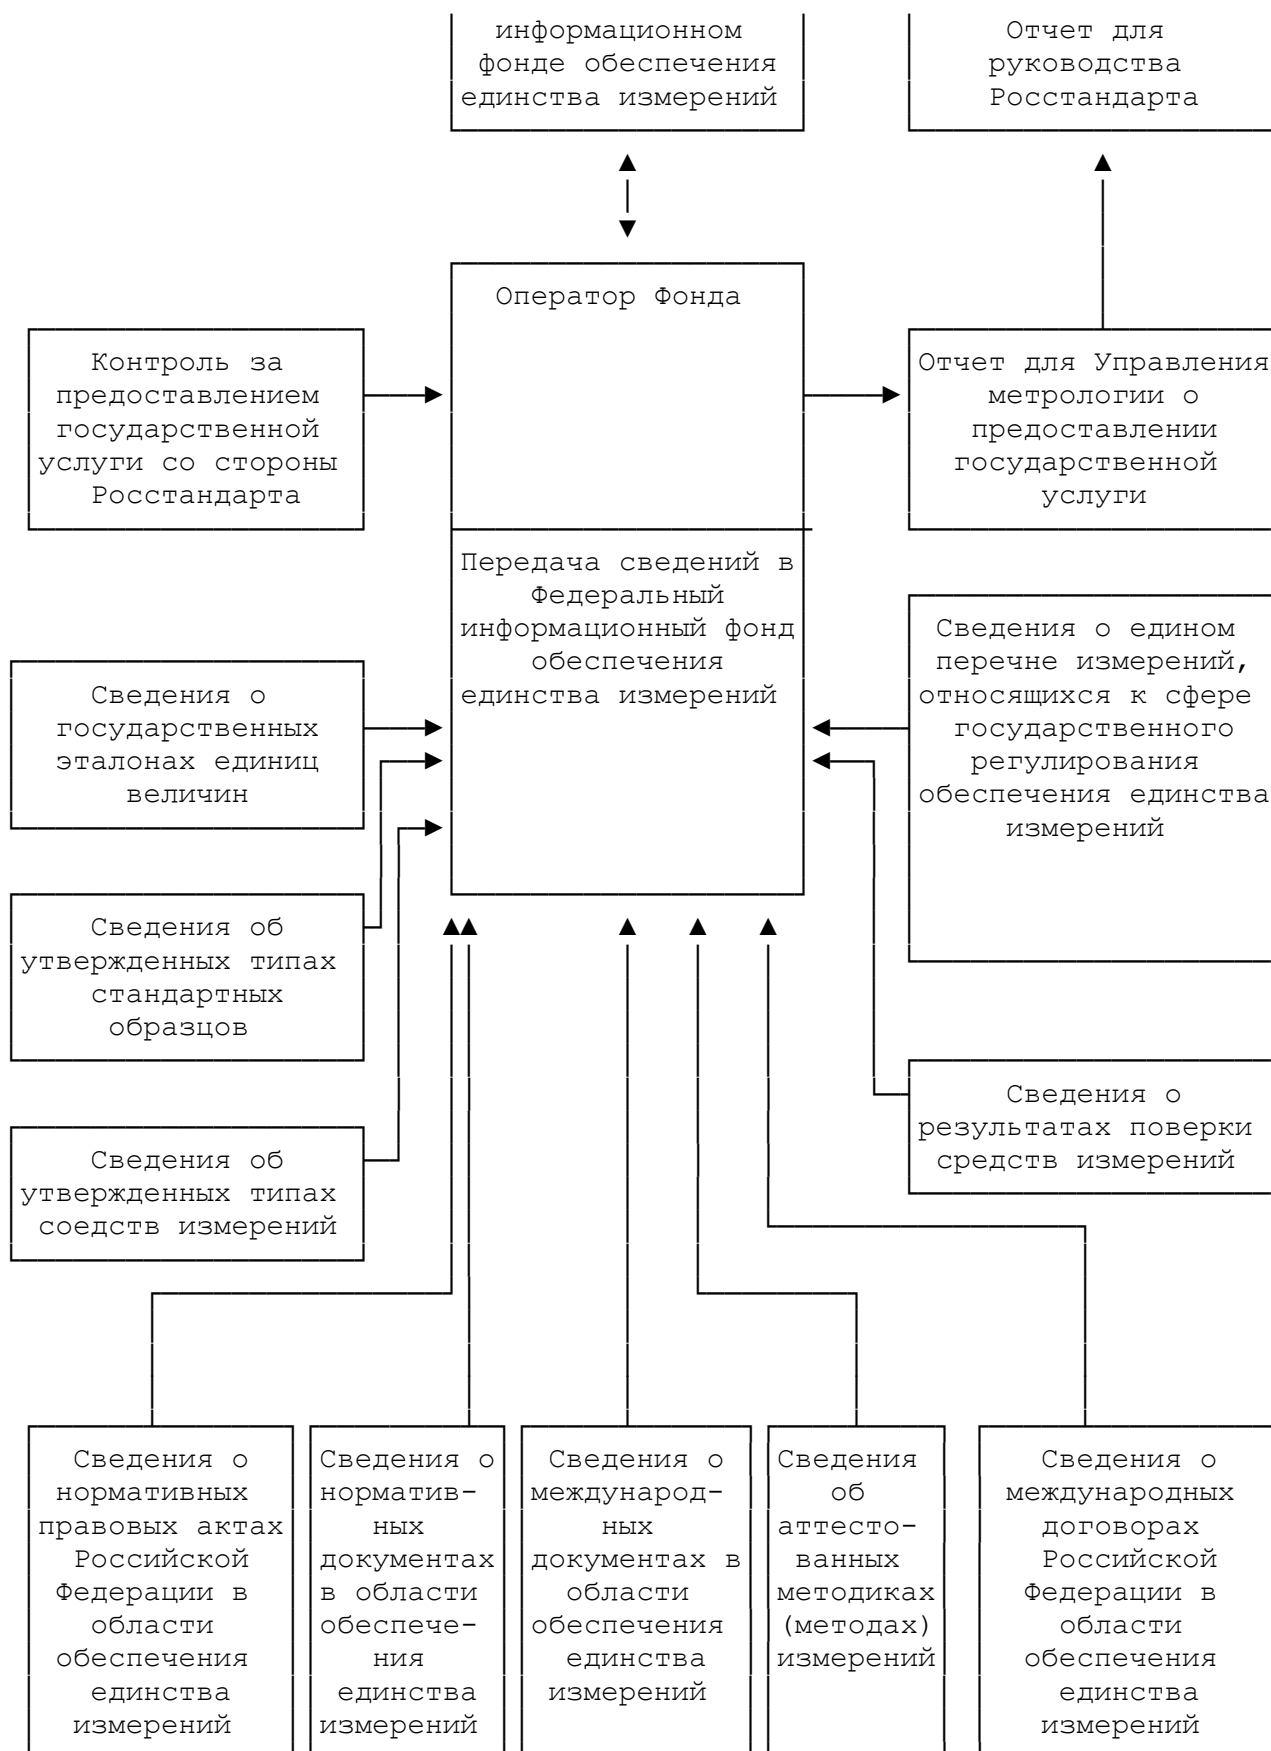 информационном
фонде обеспечения
единства измерений
Отчет для
руководства
Росстандарта
Оператор Фонда
Контроль за
предоставлением
государственной
услуги со стороны
Росстандарта
Отчет для Управления
метрологии о
предоставлении
государственной
услуги
Передача сведений в
Федеральный
информационный фонд
обеспечения
единства измерений
Сведения о едином
перечне измерений,
относящихся к сфере
государственного
регулирования
обеспечения единства
измерений
Сведения о
государственных
эталонах единиц
величин
Сведения об
утвержденных типах
стандартных
образцов
Сведения о
результатах поверки
средств измерений
Сведения об
утвержденных типах
соедств измерений
Сведения о
нормативных
правовых актах
Российской
Федерации в
области
обеспечения
единства
измерений
Сведения о
норматив-
ных
документах
в области
обеспече-
ния
единства
измерений
Сведения о
международ-
ных
документах в
области
обеспечения
единства
измерений
Сведения
об
аттесто-
ванных
методиках
(методах)
измерений
Сведения о
международных
договорах
Российской
Федерации в
области
обеспечения
единства
измерений